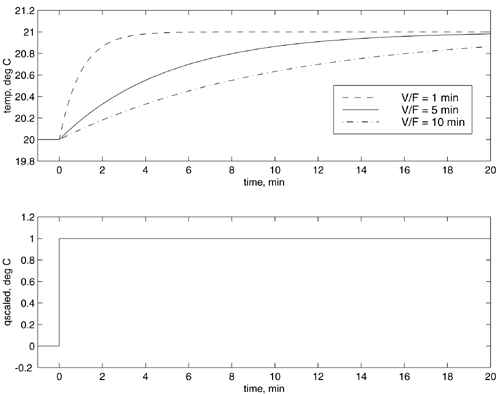 21.2
21
20.8
20.6
20.4
20.2
20
19.8
temp, deg C
V/F = 1 min
V/F = 5 min
V/F = 10 min
0 2 4 6 8 10 12 14 16 18 20
time, min
1.2
1
0.8
0.6
0.4
0.2
0
-0.2
qscaled, deg C
0 2 4 6 8 10 12 14 16 18 20
time, min